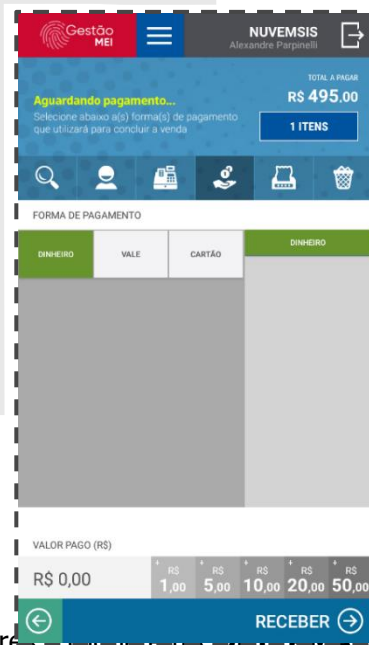 Gestão
MEI
NUVEMSIS
Alexandre Parpinelli
TOTAL A PAGAR
R$ 495,00
Aguardando pagamento...
Selecione abaixo a(s) forma(s) de pagamento
que utilizará para concluir a venda
1 ITENS
FORMA DE PAGAMENTO
DINHEIRO
VALE
CARTÃO
DINHEIRO
VALOR PAGO (R$)
R$ 0,00
+ R$ 1,00
+ R$ 5,00
+ R$ 10,00
+ R$ 20,00
+ R$ 50,00
RECEBER
re